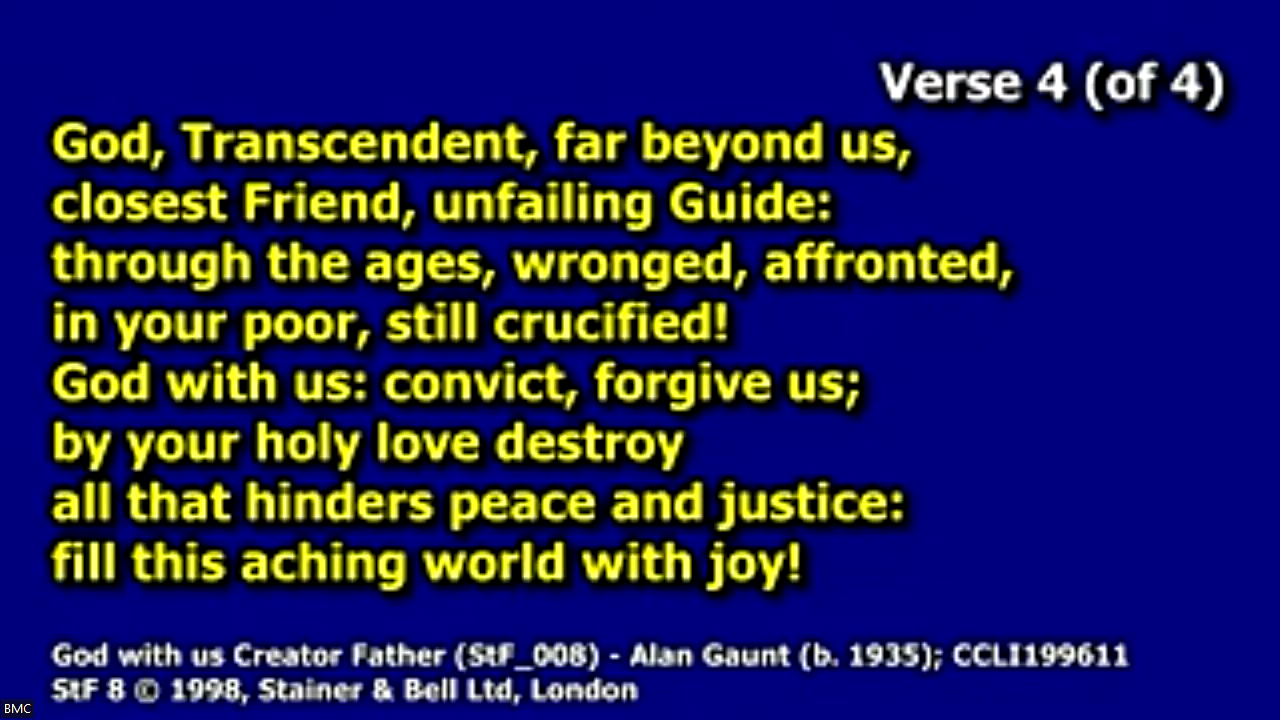 Verse 4 (of 4)
God, Transcendent, far beyond us,
closest Friend, unfailing Guide:
through the ages, wronged, affronted,
in your poor, still crucified!
God with us: convict, forgive us;
by your holy love destroy
all that hinders peace and justice:
fill this aching world with joy!
God with us Creator Father (StF_008) - Alan Gaunt (b. 1935); CCLI199611
StF 8 © 1998, Stainer & Bell Ltd, London
BMC